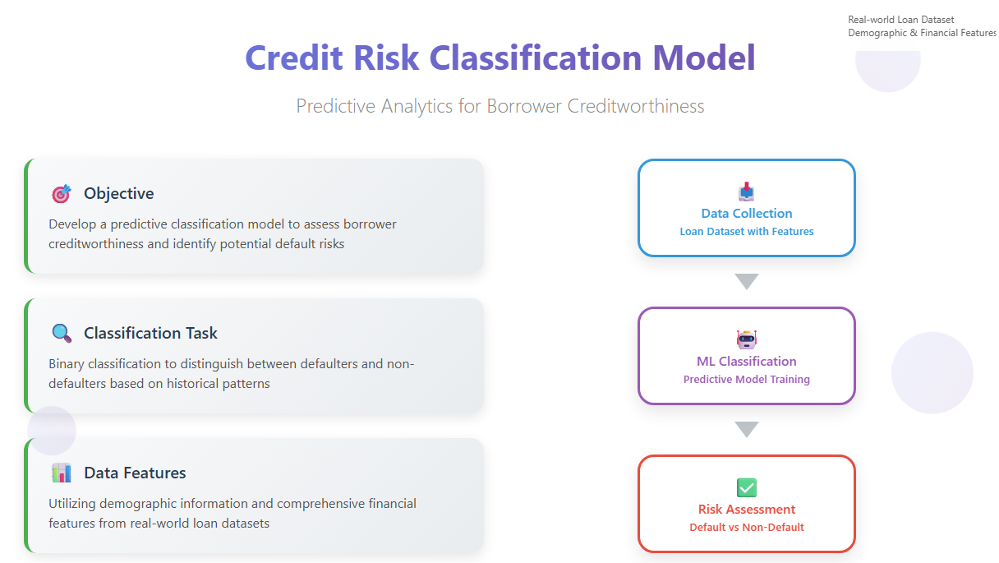 Real-world Loan Dataset
Demographic & Financial Features
Credit Risk Classification Model
Predictive Analytics for Borrower Creditworthiness
Objective
Develop a predictive classification model to assess borrower
creditworthiness and identify potential default risks
Classification Task
Binary classification to distinguish between defaulters and non-
defaulters based on historical patterns
Data Features
Utilizing demographic information and comprehensive financial
features from real-world loan datasets
Data Collection
Loan Dataset with Features
ML Classification
Predictive Model Training
Risk Assessment
Default vs Non-Default